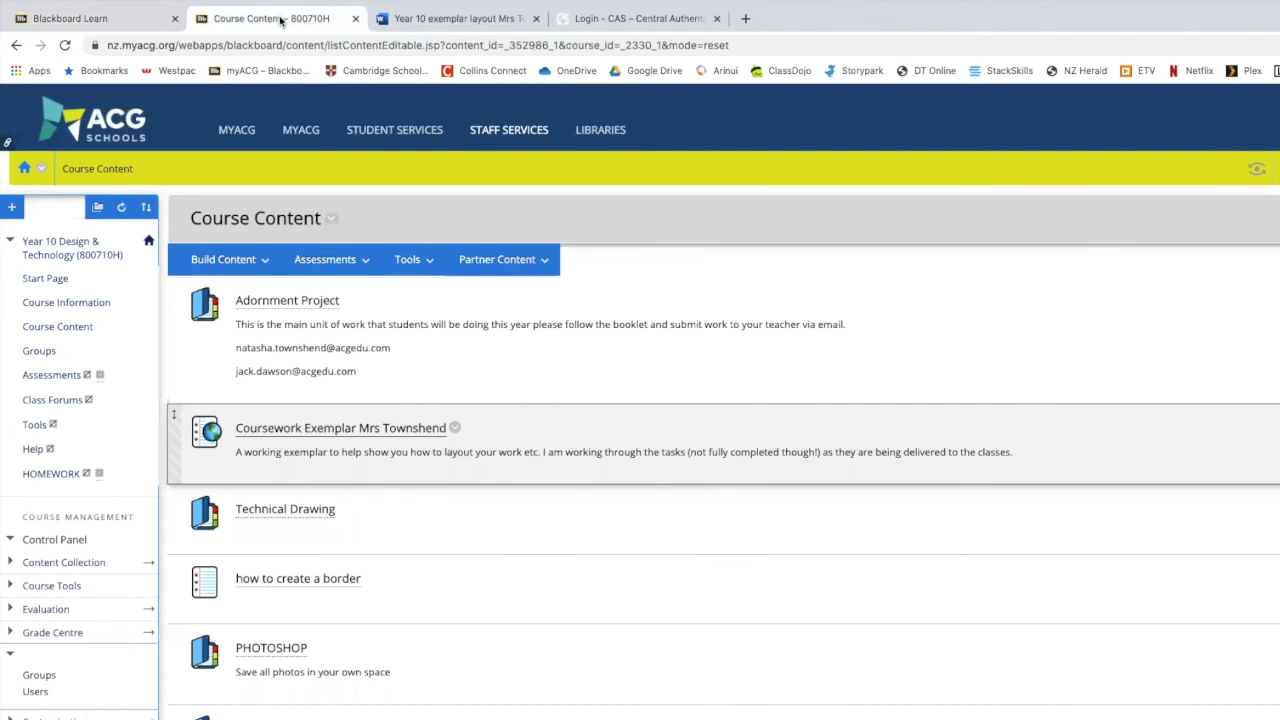 Blackboard Learn
Course Content – 800710H
Year 10 exemplar layout Mrs To
Login - CAS – Central Authenti
nz.myacg.org/webapps/blackboard/content/listContentEditable.jsp?content_id=_352986_1&course_id=_2330_1&mode=reset
Apps Bookmarks Westpac myACG – Blackbo... Cambridge School... Collins Connect OneDrive Google Drive Arinui ClassDojo Storypark DT Online StackSkills NZ Herald ETV Netflix Plex
ACG
SCHOOLS
MYACG MYACG STUDENT SERVICES STAFF SERVICES LIBRARIES
Course Content
Year 10 Design &
Technology (800710H)
Start Page
Course Information
Course Content
Groups
Assessments
Class Forums
Tools
Help
HOMEWORK
COURSE MANAGEMENT
Control Panel
Content Collection
Course Tools
Evaluation
Grade Centre
Groups
Users
Course Content
Build Content Assessments Tools Partner Content
Adornment Project
This is the main unit of work that students will be doing this year please follow the booklet and submit work to your teacher via email.
natasha.townshend@acgedu.com
jack.dawson@acgedu.com
Coursework Exemplar Mrs Townshend
A working exemplar to help show you how to layout your work etc. I am working through the tasks (not fully completed though!) as they are being delivered to the classes.
Technical Drawing
how to create a border
PHOTOSHOP
Save all photos in your own space